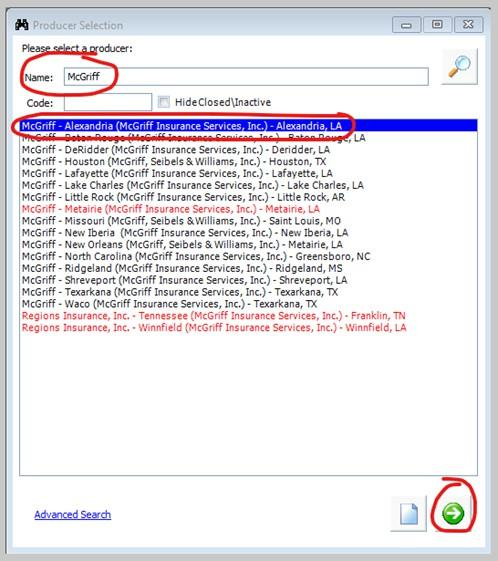 Producer Selection
Please select a producer:
Name: McGriff
Code: HideClosed\Inactive
McGriff - Alexandria (McGriff Insurance Services, Inc.) - Alexandria, LA
McGriff - Baton Rouge (McGriff Insurance Services, Inc.) - Baton Rouge, LA
McGriff - DeRidder (McGriff Insurance Services, Inc.) - Deridder, LA
McGriff - Houston (McGriff, Seibels & Williams, Inc.) - Houston, TX
McGriff - Lafayette (McGriff Insurance Services, Inc.) - Lafayette, LA
McGriff - Lake Charles (McGriff Insurance Services, Inc.) - Lake Charles, LA
McGriff - Little Rock (McGriff Insurance Services, Inc.) - Little Rock, AR
McGriff - Metairie (McGriff Insurance Services, Inc.) - Metairie, LA
McGriff - Missouri (McGriff, Seibels & Williams, Inc.) - Saint Louis, MO
McGriff - New Iberia (McGriff Insurance Services, Inc.) - New Iberia, LA
McGriff - New Orleans (McGriff, Seibels & Williams, Inc.) - Metairie, LA
McGriff - North Carolina (McGriff Insurance Services, Inc.) - Greensboro, NC
McGriff - Ridgeland (McGriff Insurance Services, Inc.) - Ridgeland, MS
McGriff - Shreveport (McGriff Insurance Services, Inc.) - Shreveport, LA
McGriff - Texarkana (McGriff Insurance Services, Inc.) - Texarkana, TX
McGriff - Waco (McGriff Insurance Services, Inc.) - Texarkana, TX
Regions Insurance, Inc. - Tennessee (McGriff Insurance Services, Inc.) - Franklin, TN
Regions Insurance, Inc. - Winnfield (McGriff Insurance Services, Inc.) - Winnfield, LA
Advanced Search